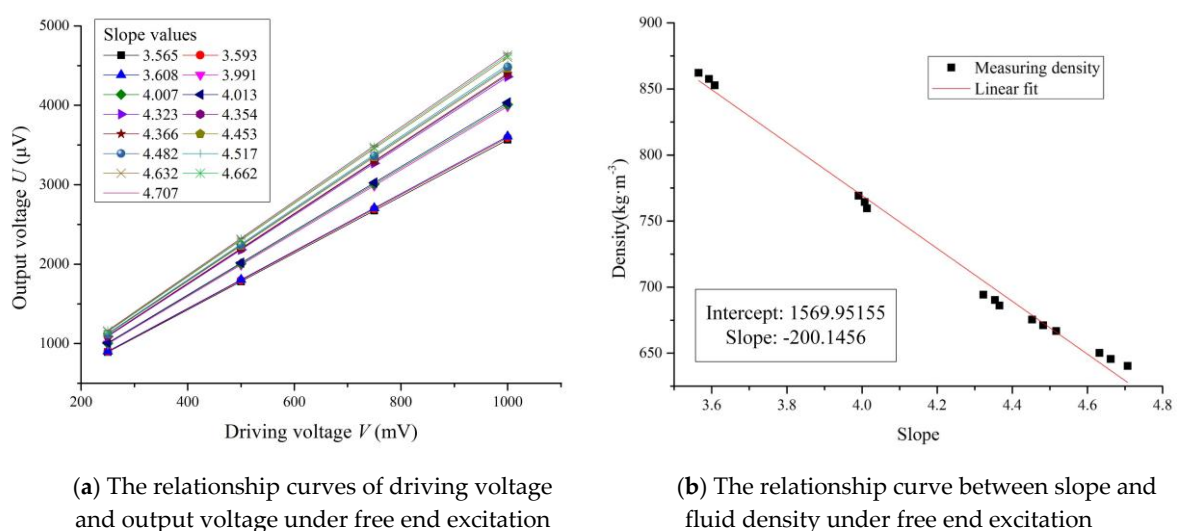 5000
4000
3000
2000
1000
Output voltage U (μV)
Slope values
3.565 3.593
3.608 3.991
4.007 4.013
4.323 4.354
4.366 4.453
4.482 4.517
4.632 4.662
4.707
200 400 600 800 1000
Driving voltage V (mV)
(a) The relationship curves of driving voltage
and output voltage under free end excitation
900
850
800
750
700
650
Density(kg·m⁻³)
Measuring density
Linear fit
Intercept: 1569.95155
Slope: -200.1456
3.6 3.8 4.0 4.2 4.4 4.6 4.8
Slope
(b) The relationship curve between slope and
fluid density under free end excitation